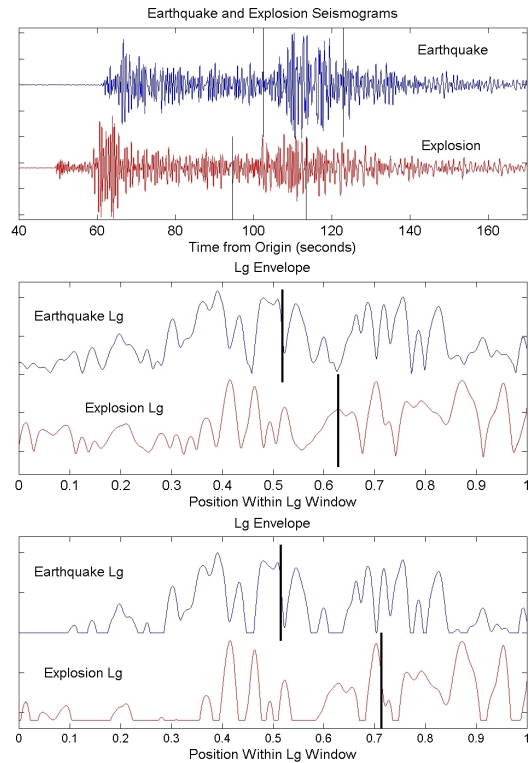 Earthquake and Explosion Seismograms
Earthquake
Explosion
40 60 80 100 120 140 160
Time from Origin (seconds)
Lg Envelope
Earthquake Lg
Explosion Lg
0 0.1 0.2 0.3 0.4 0.5 0.6 0.7 0.8 0.9 1
Position Within Lg Window
Lg Envelope
Earthquake Lg
Explosion Lg
0 0.1 0.2 0.3 0.4 0.5 0.6 0.7 0.8 0.9 1
Position Within Lg Window